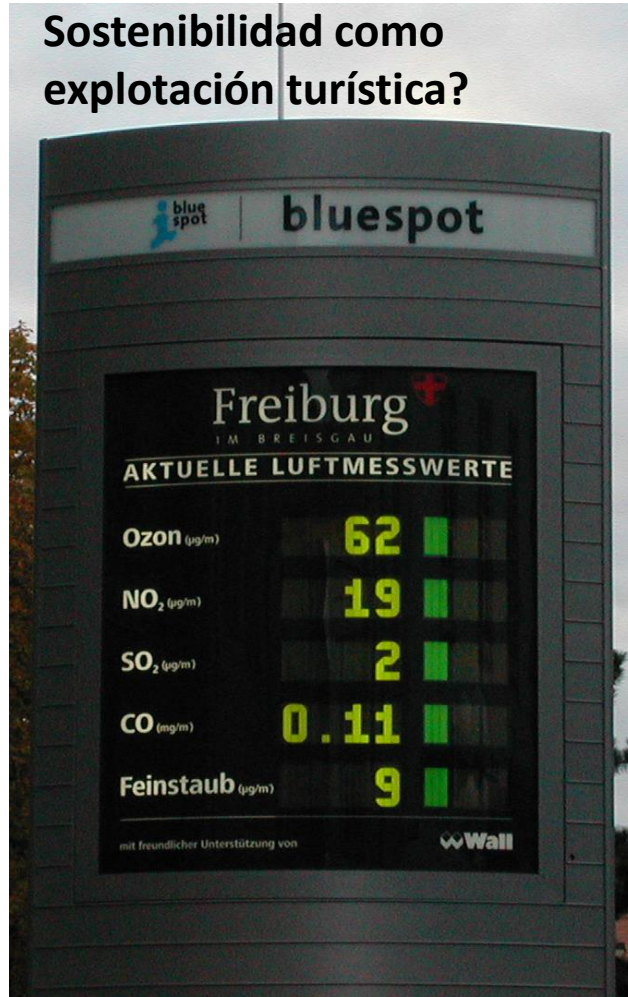 Sostenibilidad como
explotación turística?
blue
spot
bluespot
Freiburg
IM BREISGAU
AKTUELLE LUFTMESSWERTE
Ozon (µg/m) 62
NO₂ (µg/m) 19
SO₂ (µg/m) 2
CO (mg/m) 0.11
Feinstaub (µg/m) 9
mit freundlicher Unterstützung von Wall